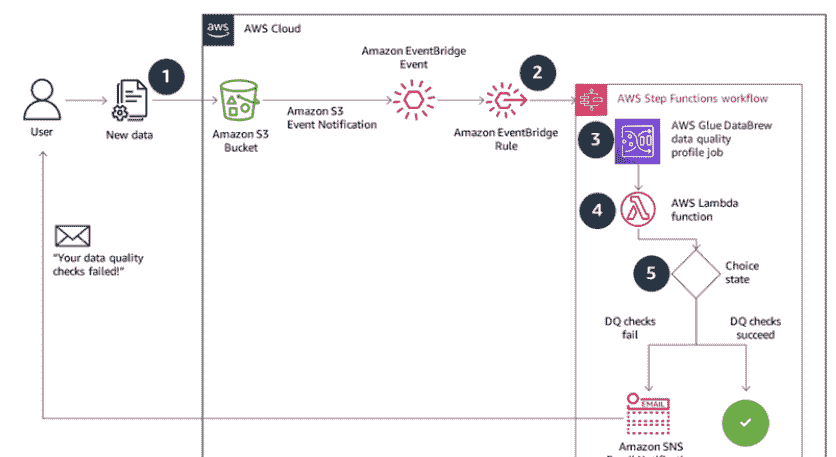 aws
AWS Cloud
Amazon EventBridge
Event
1
2
AWS Step Functions workflow
User
New data
Amazon S3
Bucket
Amazon S3
Event Notification
Amazon EventBridge
Rule
3
AWS Glue DataBrew
data quality
profile job
4
AWS Lambda
function
"Your data quality
checks failed!"
5
Choice
state
DQ checks
fail
DQ checks
succeed
EMAIL
Amazon SNS